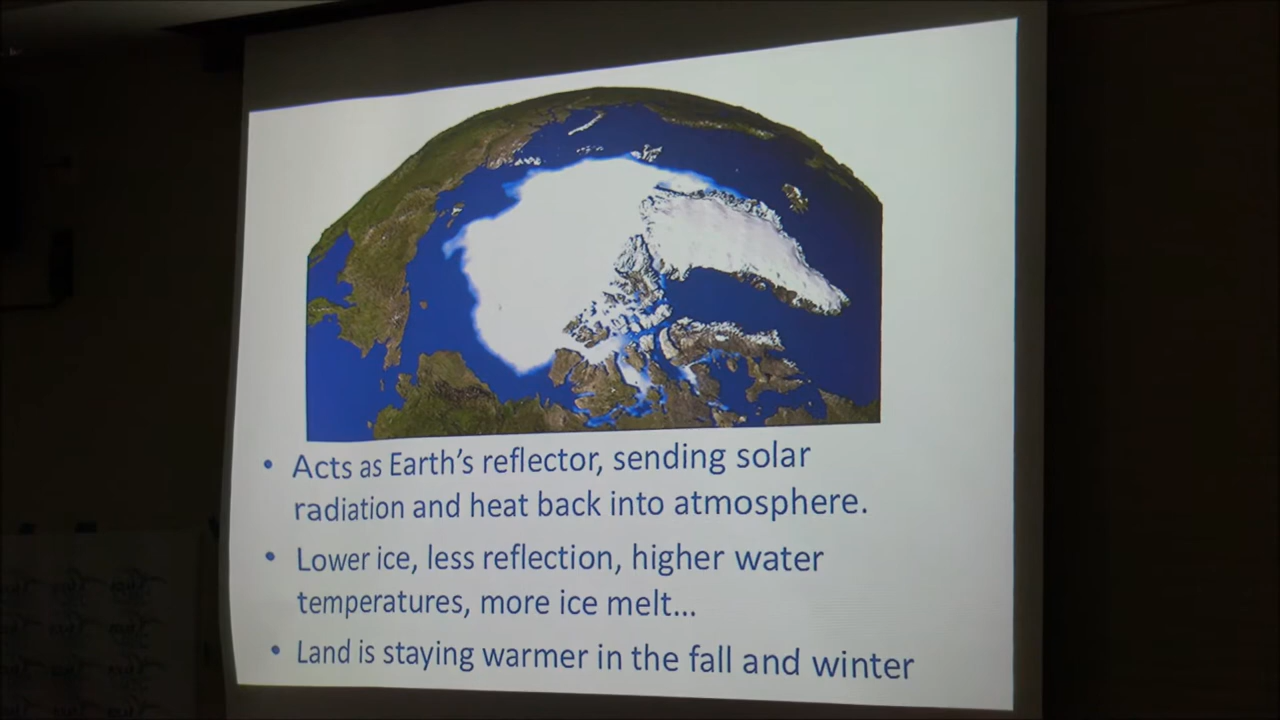 • Acts as Earth's reflector, sending solar
radiation and heat back into atmosphere.
• Lower ice, less reflection, higher water
temperatures, more ice melt...
• Land is staying warmer in the fall and winter